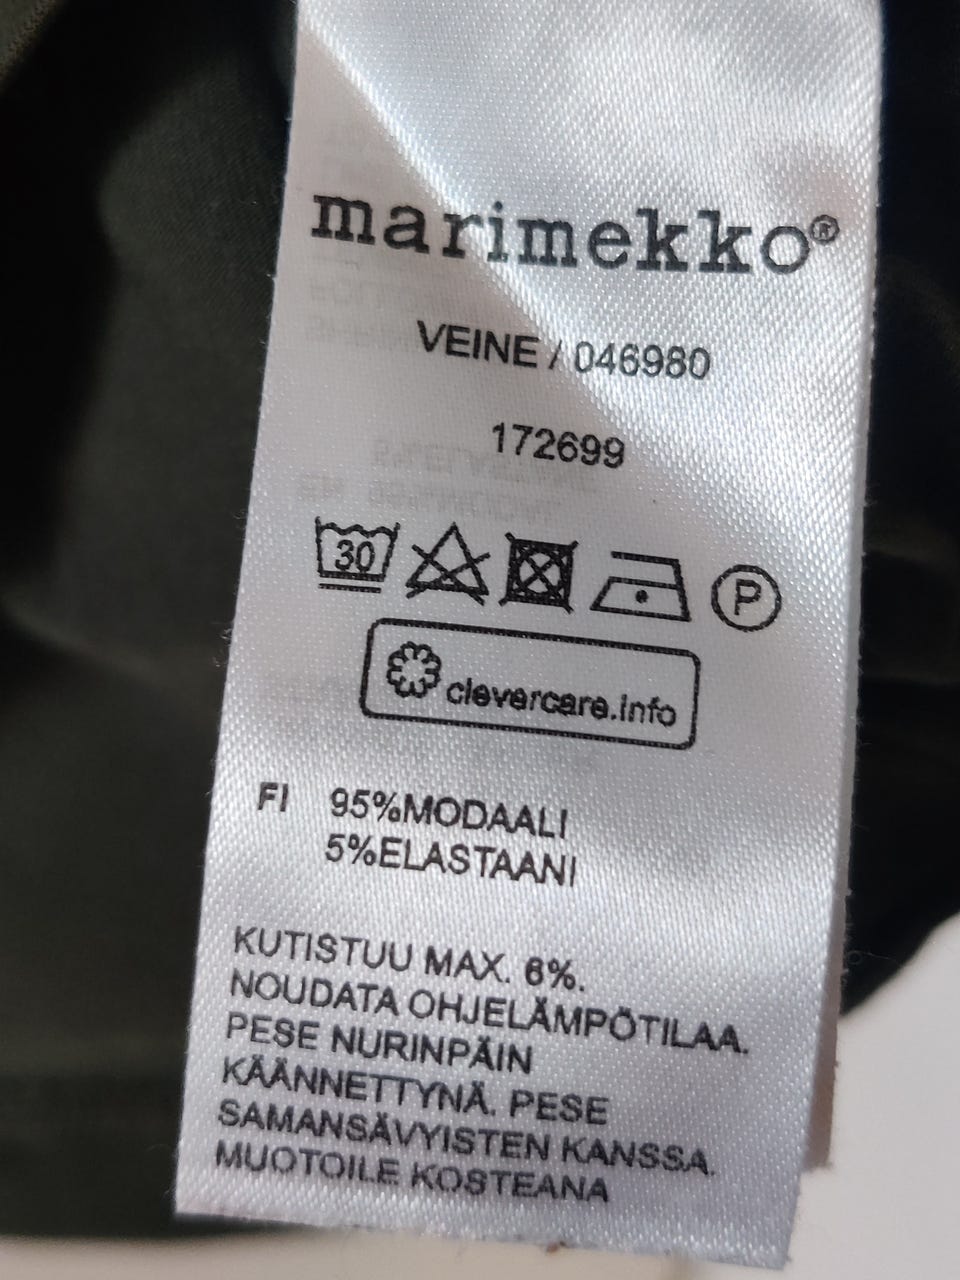 marimekko®
VEINE / 046980
172699
30 P
clevercare.info
FI 95%MODAALI
5%ELASTAANI
KUTISTUU MAX. 6%.
NOUDATA OHJELÄMPÖTILAA.
PESE NURINPÄIN
KÄÄNNETTYNÄ. PESE
SAMANSÄVYISTEN KANSSA.
MUOTOILE KOSTEANA